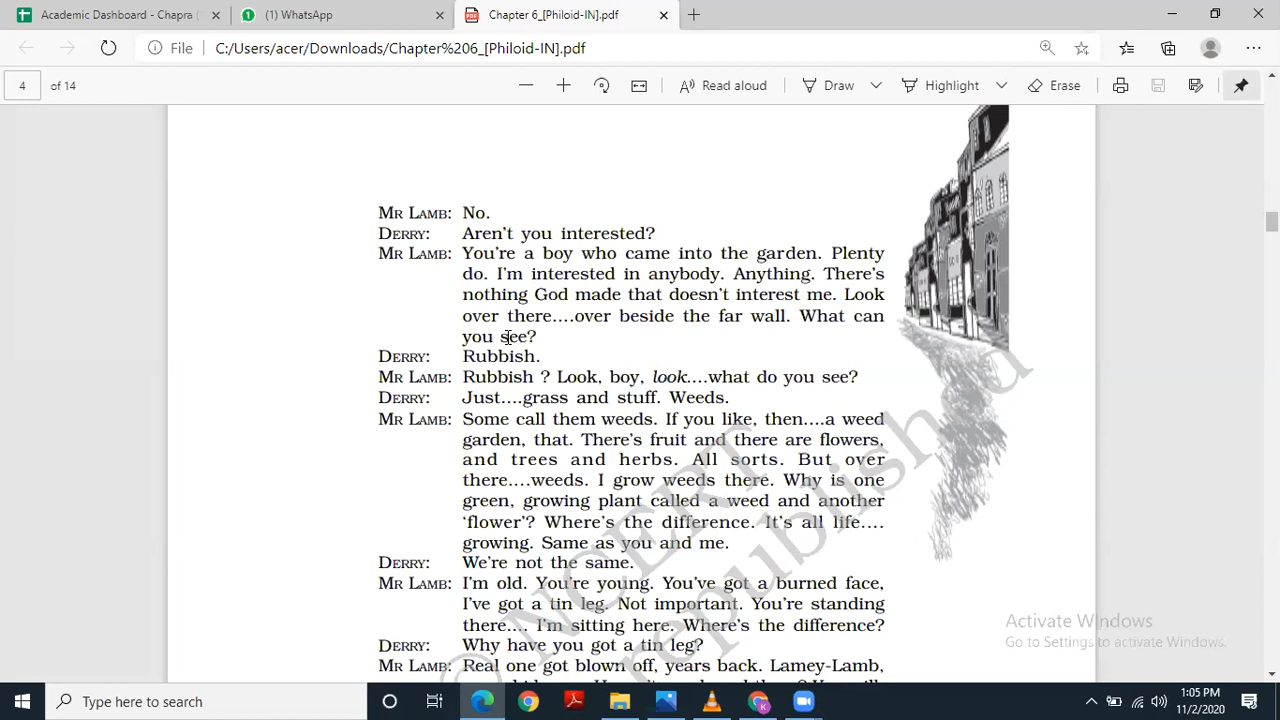 Academic Dashboard - Chapra (
(1) WhatsApp
Chapter 6_[Philoid-IN].pdf
File
C:/Users/acer/Downloads/Chapter%206_[Philoid-IN].pdf
4 of 14
Read aloud
Draw
Highlight
Erase
MR LAMB: No.
DERRY: Aren't you interested?
MR LAMB: You're a boy who came into the garden. Plenty
do. I'm interested in anybody. Anything. There's
nothing God made that doesn't interest me. Look
over there....over beside the far wall. What can
you see?
DERRY: Rubbish.
MR LAMB: Rubbish ? Look, boy, look....what do you see?
DERRY: Just....grass and stuff. Weeds.
MR LAMB: Some call them weeds. If you like, then....a weed
garden, that. There's fruit and there are flowers,
and trees and herbs. All sorts. But over
there....weeds. I grow weeds there. Why is one
green, growing plant called a weed and another
‘flower’? Where's the difference. It's all life....
growing. Same as you and me.
DERRY: We're not the same.
MR LAMB: I'm old. You're young. You've got a burned face,
I've got a tin leg. Not important. You're standing
there.... I'm sitting here. Where's the difference?
DERRY: Why have you got a tin leg?
MR LAMB: Real one got blown off, years back. Lamey-Lamb,
© NCERT
republished
Activate Windows
Go to Settings to activate Windows.
Type here to search
1:05 PM
11/2/2020